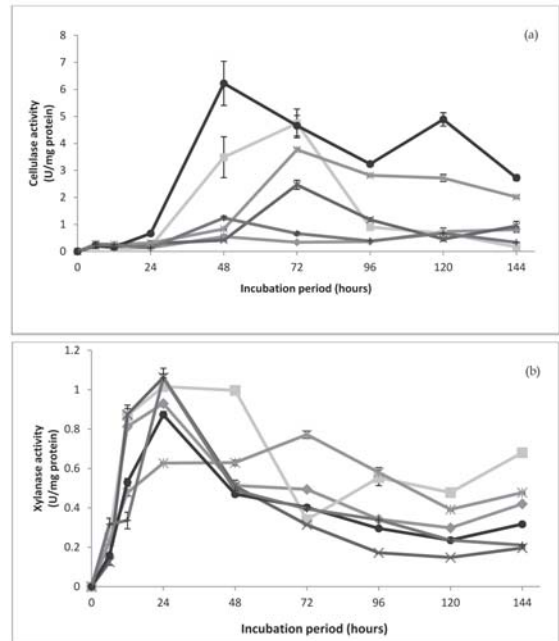 (a)
Cellulase activity
(U/mg protein)
8
7
6
5
4
3
2
1
0
0 24 48 72 96 120 144
Incubation period (hours)
(b)
Xylanase activity
(U/mg protein)
1.2
1
0.8
0.6
0.4
0.2
0
0 24 48 72 96 120 144
Incubation period (hours)